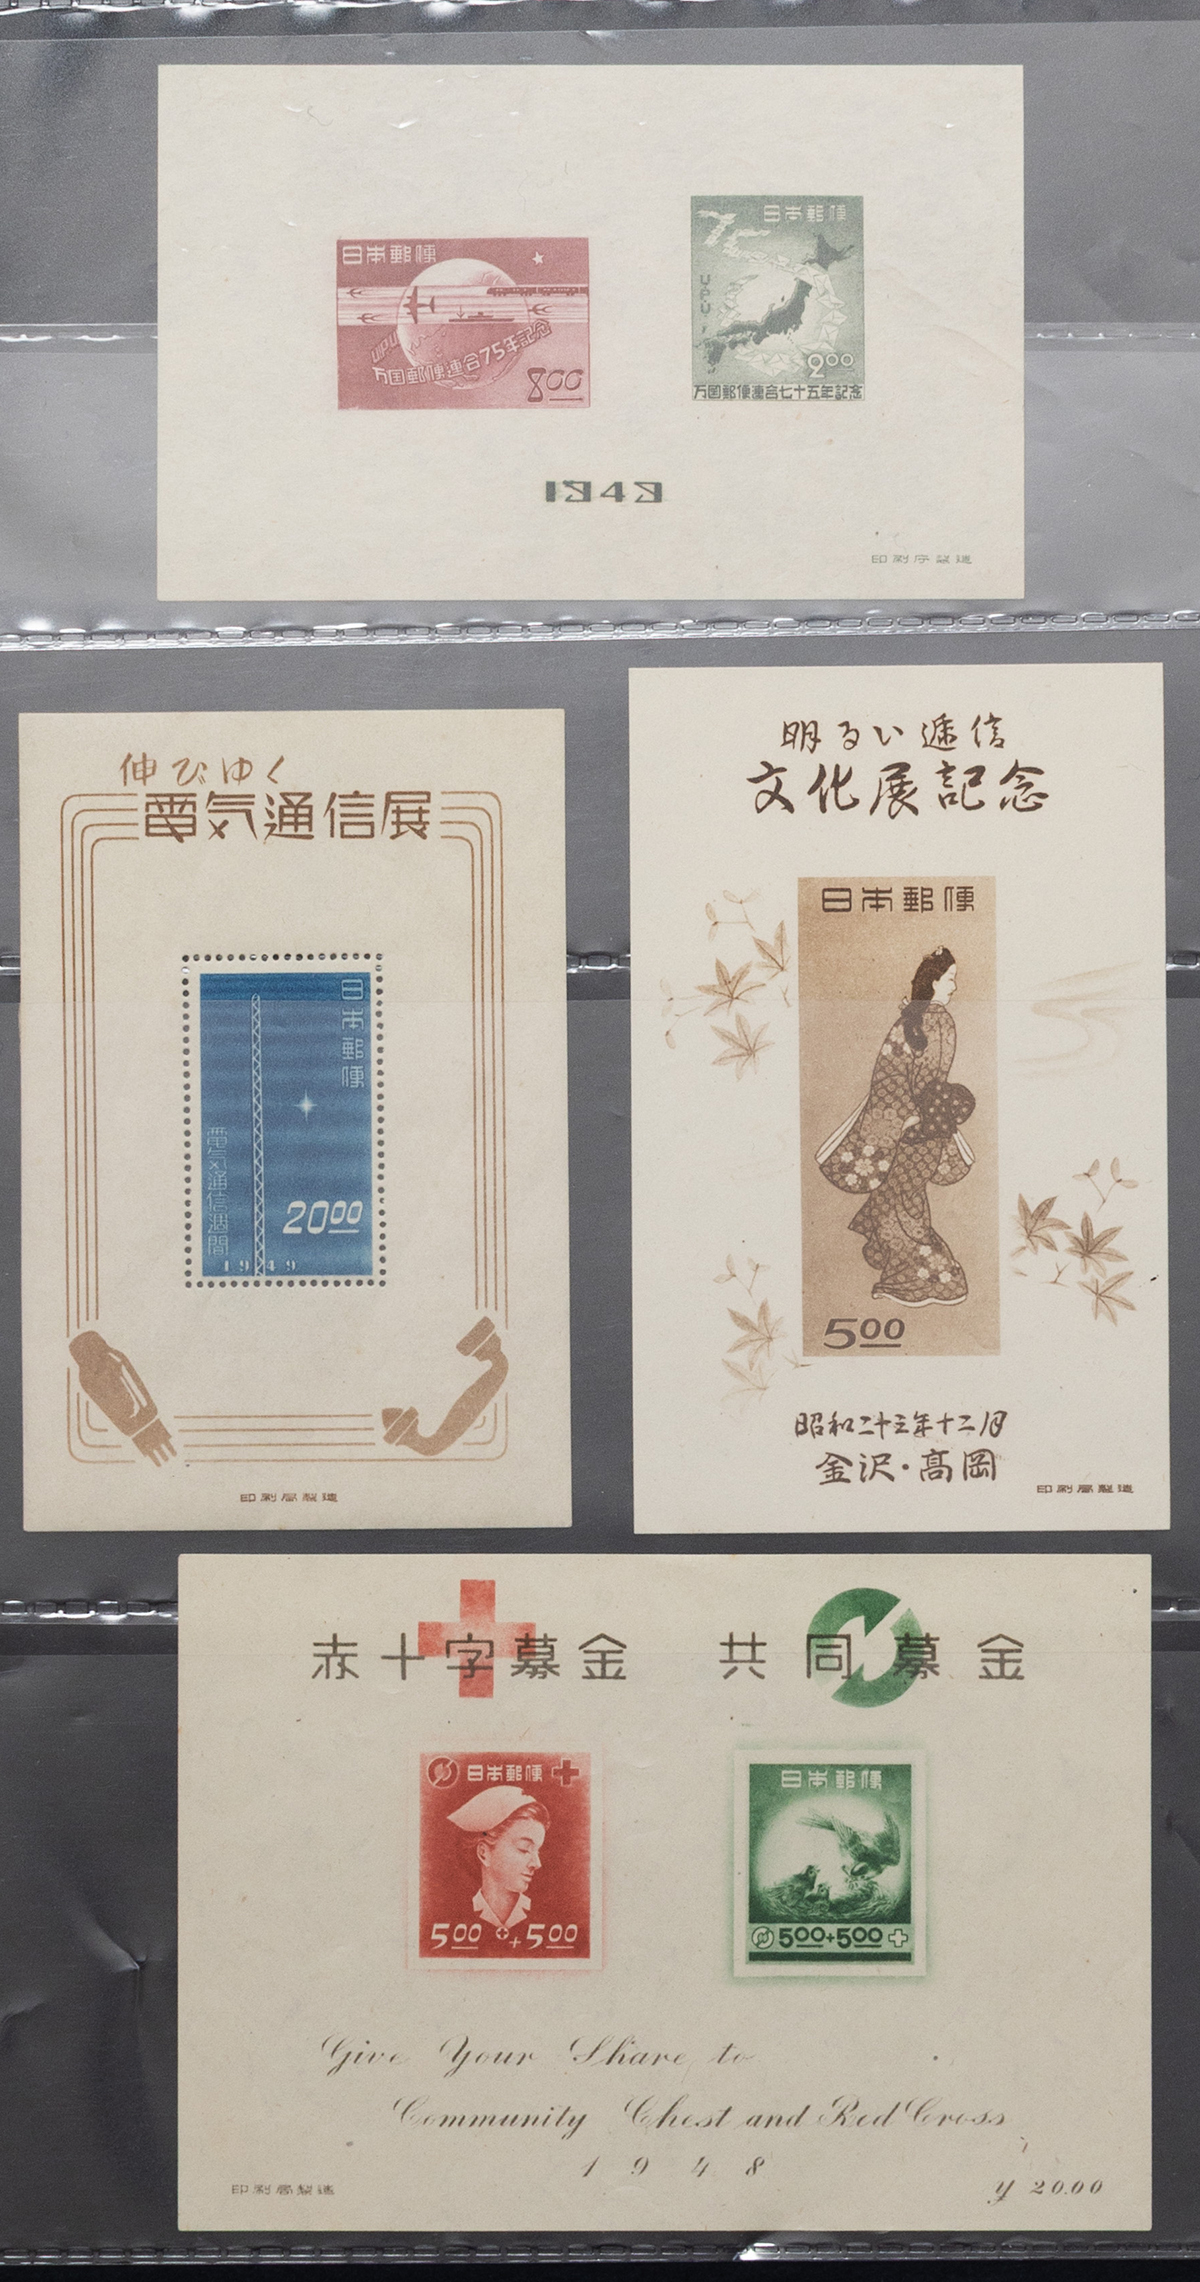 日本郵便
UPU
万国郵便連合75年記念
8.00
日本郵便
UPU
2.00
万国郵便連合七十五年記念
1949
印刷庁製造
伸びゆく
電気通信展
日本郵便
電気通信週間
20.00
1949
印刷局製造
明るい逓信
文化展記念
日本郵便
5.00
昭和二十三年十二月
金沢・高岡
印刷局製造
赤十字募金
共同募金
日本郵便
5.00+5.00
日本郵便
5.00+5.00
Give Your Share to
Community Chest and Red Cross
1948
印刷局製造
¥ 20.00